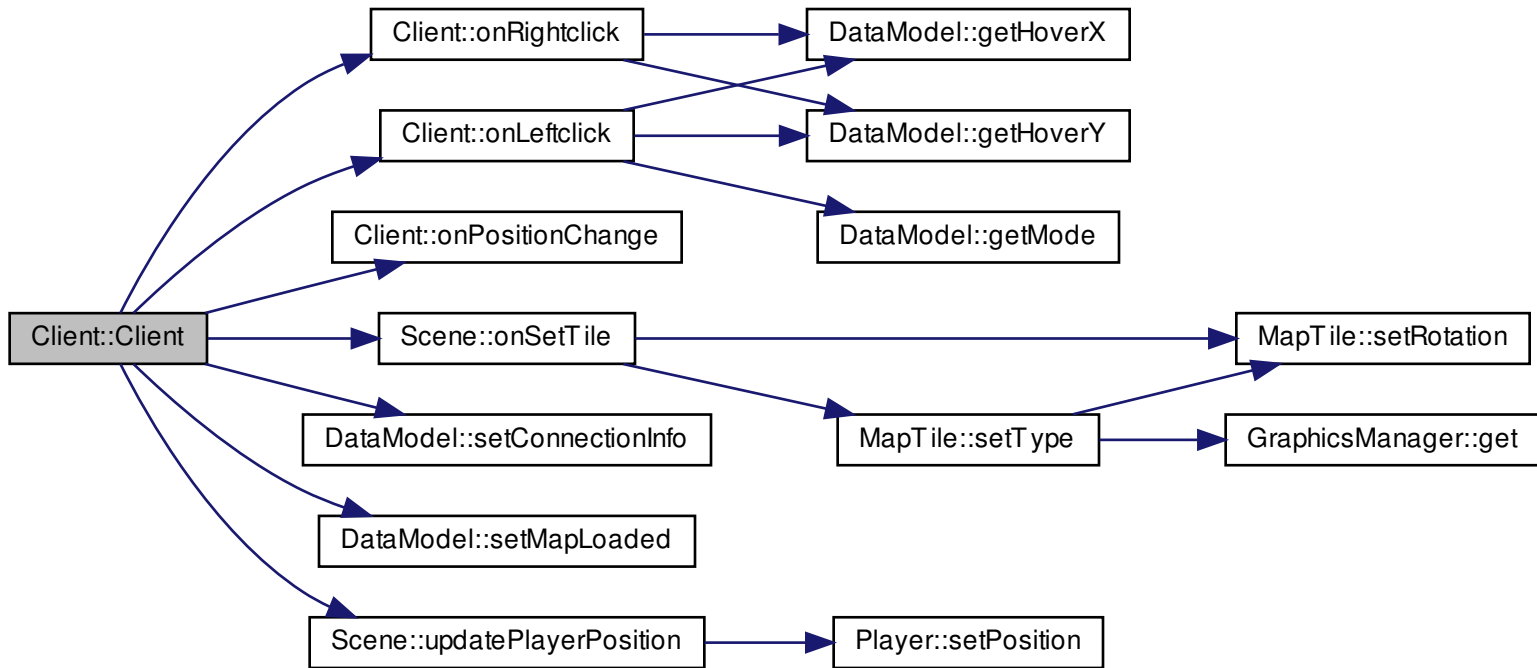 Client::onRightclick
DataModel::getHoverX
Client::onLeftclick
DataModel::getHoverY
Client::onPositionChange
DataModel::getMode
Client::Client
Scene::onSetTile
MapTile::setRotation
DataModel::setConnectionInfo
MapTile::setType
GraphicsManager::get
DataModel::setMapLoaded
Scene::updatePlayerPosition
Player::setPosition